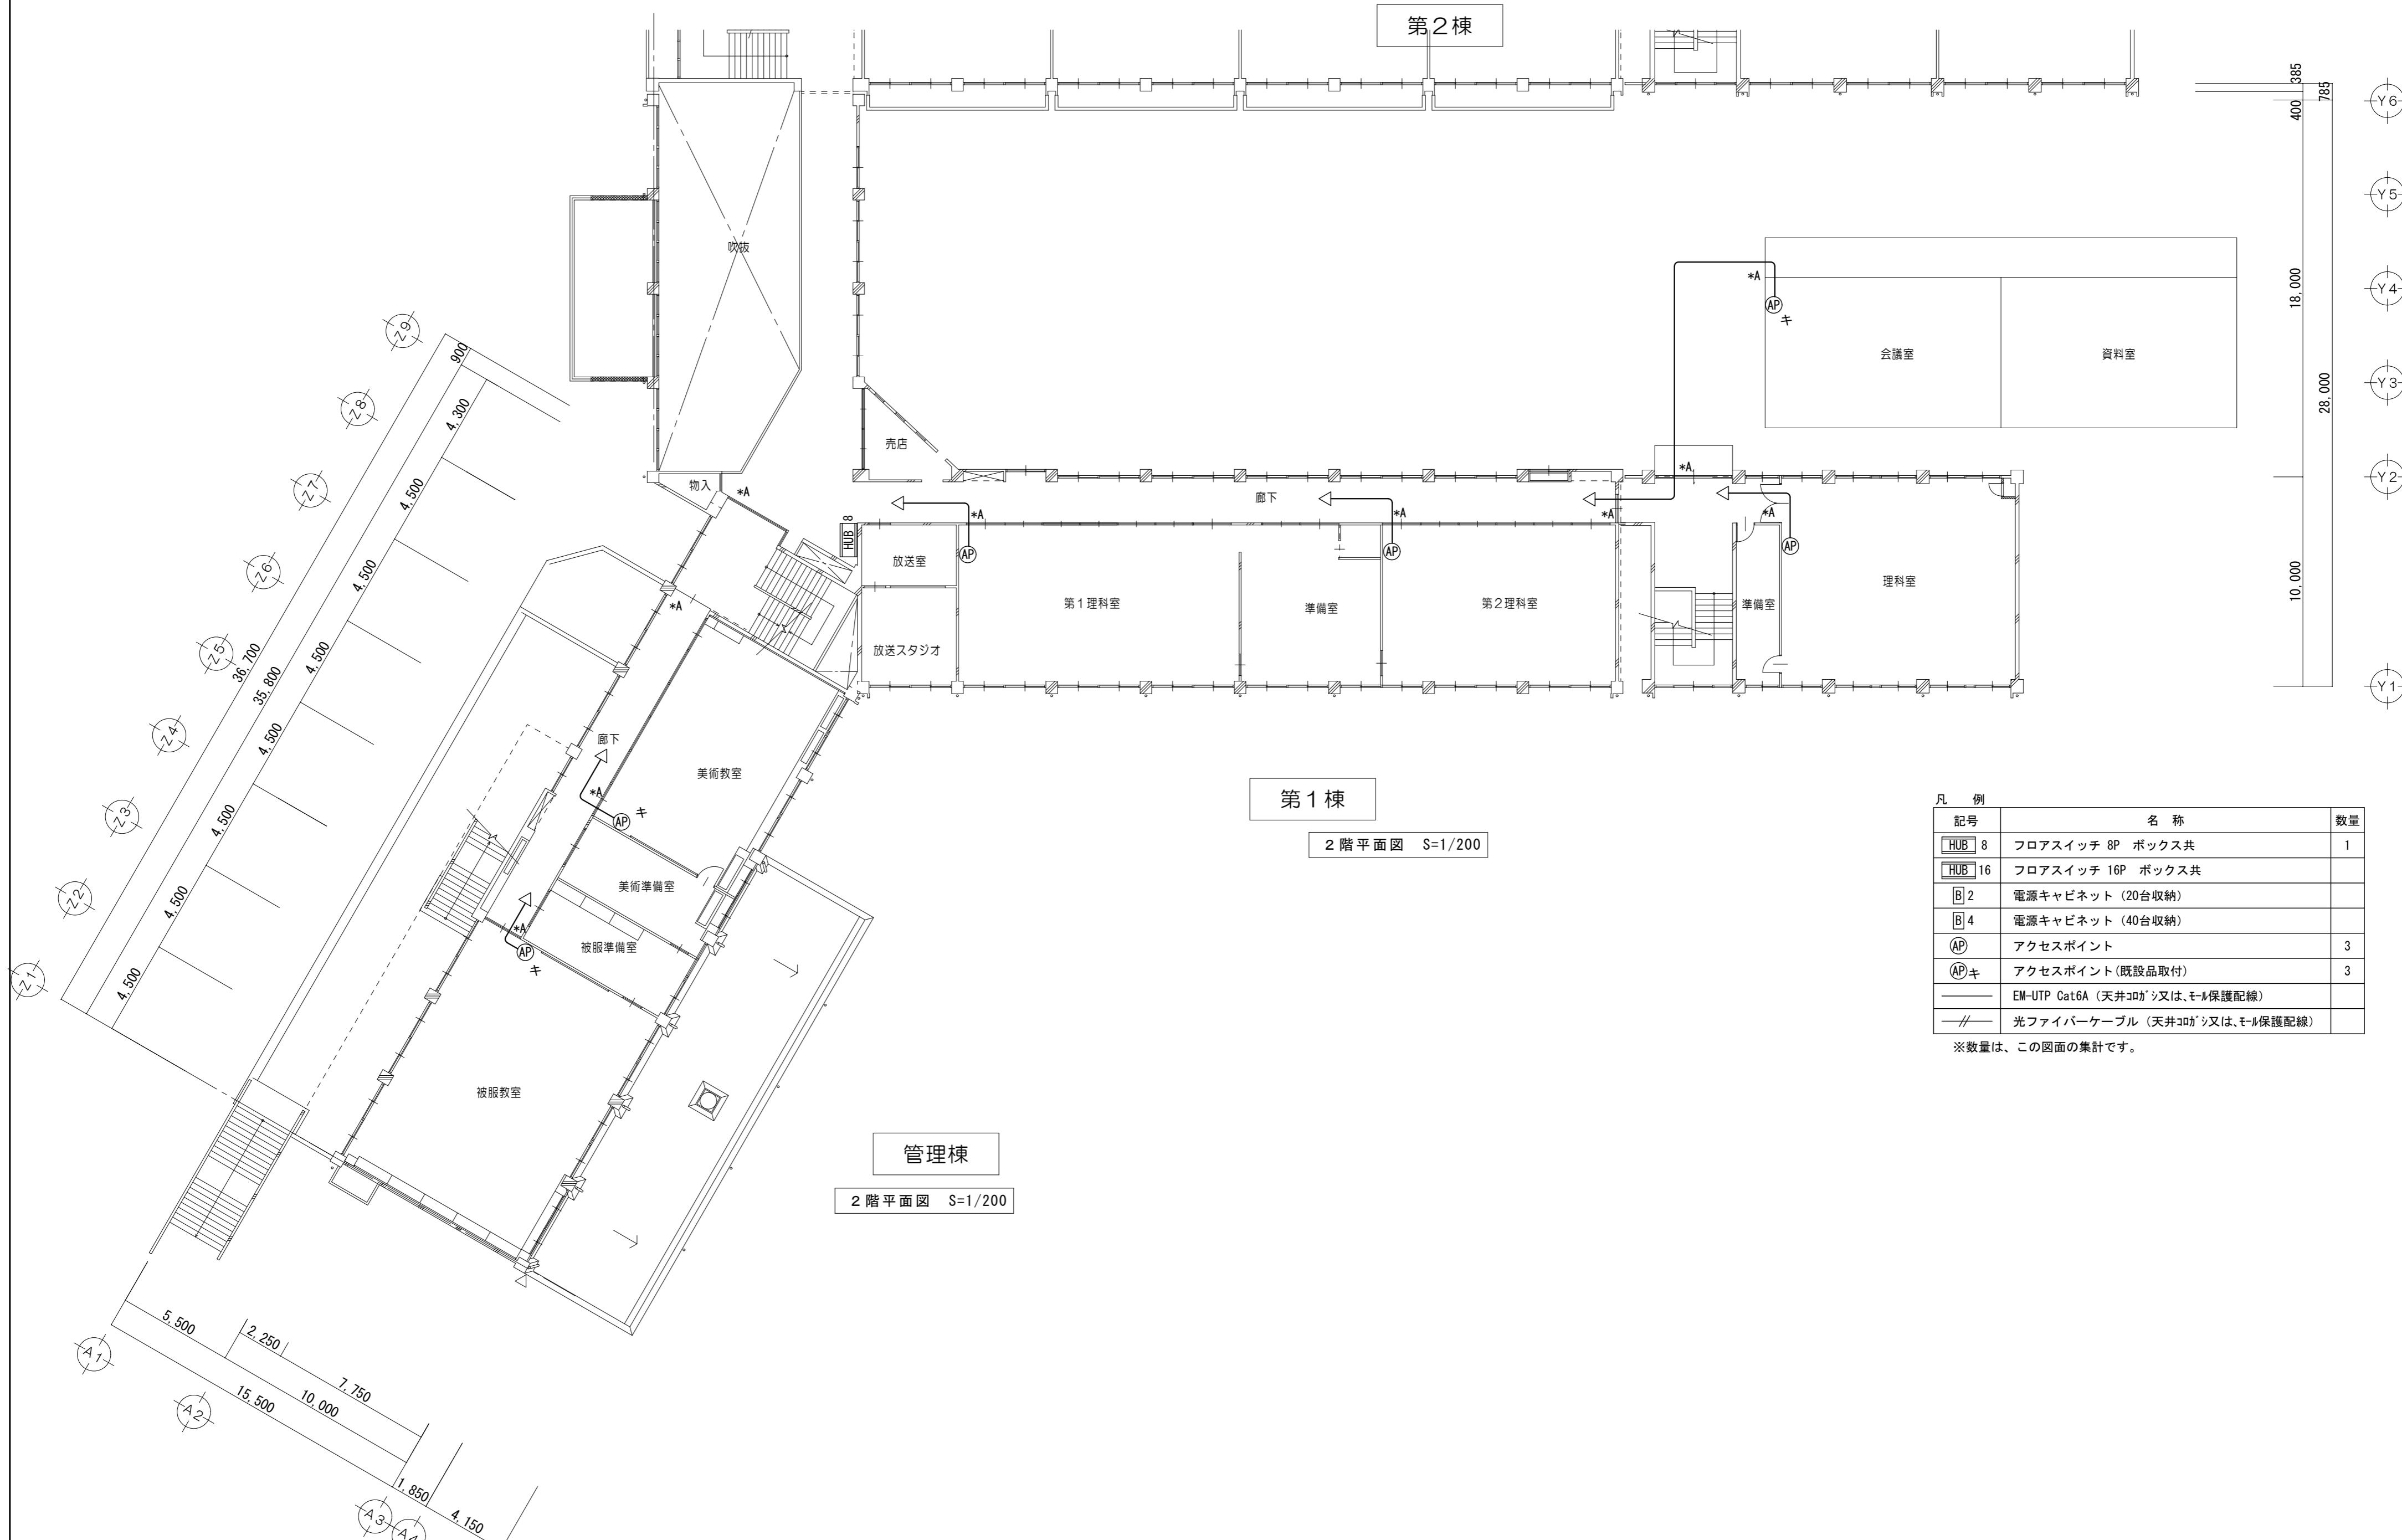 第２棟
385
785
400
Y6
Y5
吹抜
*A
AP
キ
Y4
18,000
会議室
資料室
Y3
28,000
Z9
900
Z8
4,300
売店
Z7
4,500
物入
*A
*A
Y2
廊下
*A
*A
*A
*A
HUB 8
AP
AP
AP
放送室
Z6
4,500
*A
第１理科室
準備室
第２理科室
準備室
理科室
10,000
放送スタジオ
Z5
36,700
35,800
4,500
Y1
Z4
4,500
廊下
美術教室
*A
AP
キ
Z3
4,500
第１棟
２階平面図 S=1/200
Z2
4,500
美術準備室
*A
AP
キ
被服準備室
Z1
4,500
被服教室
凡 例
記号 名 称 数量
HUB 8 フロアスイッチ 8P ボックス共 1
HUB 16 フロアスイッチ 16P ボックス共
B 2 電源キャビネット（20台収納）
B 4 電源キャビネット（40台収納）
AP アクセスポイント 3
APキ アクセスポイント(既設品取付) 3
EM-UTP Cat6A（天井ｺﾛｶﾞｼ又は、ﾓｰﾙ保護配線）
光ファイバーケーブル（天井ｺﾛｶﾞｼ又は、ﾓｰﾙ保護配線）
※数量は、この図面の集計です。
管理棟
２階平面図 S=1/200
5,500
2,250
7,750
15,500
10,000
1,850
4,150
A1
A2
A3
A4